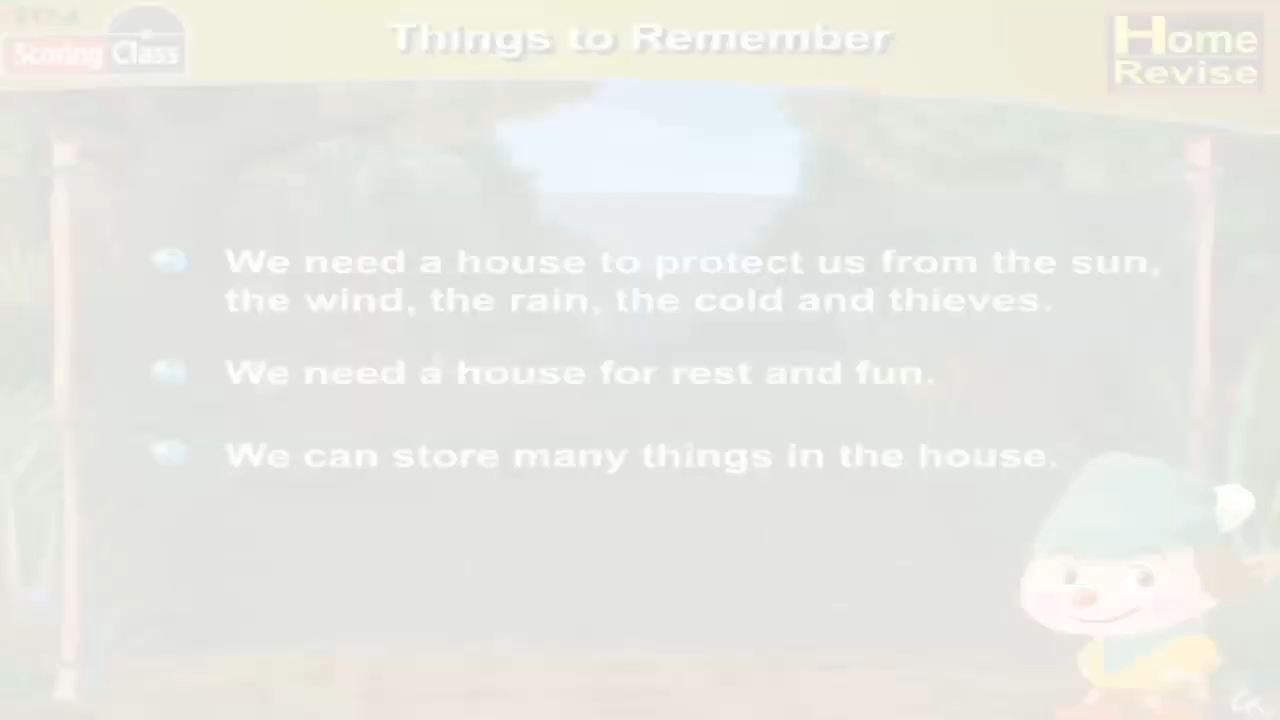 Scoring Class
Things to Remember
Home
Revise
We need a house to protect us from the sun,
the wind, the rain, the cold and thieves.
We need a house for rest and fun.
We can store many things in the house.